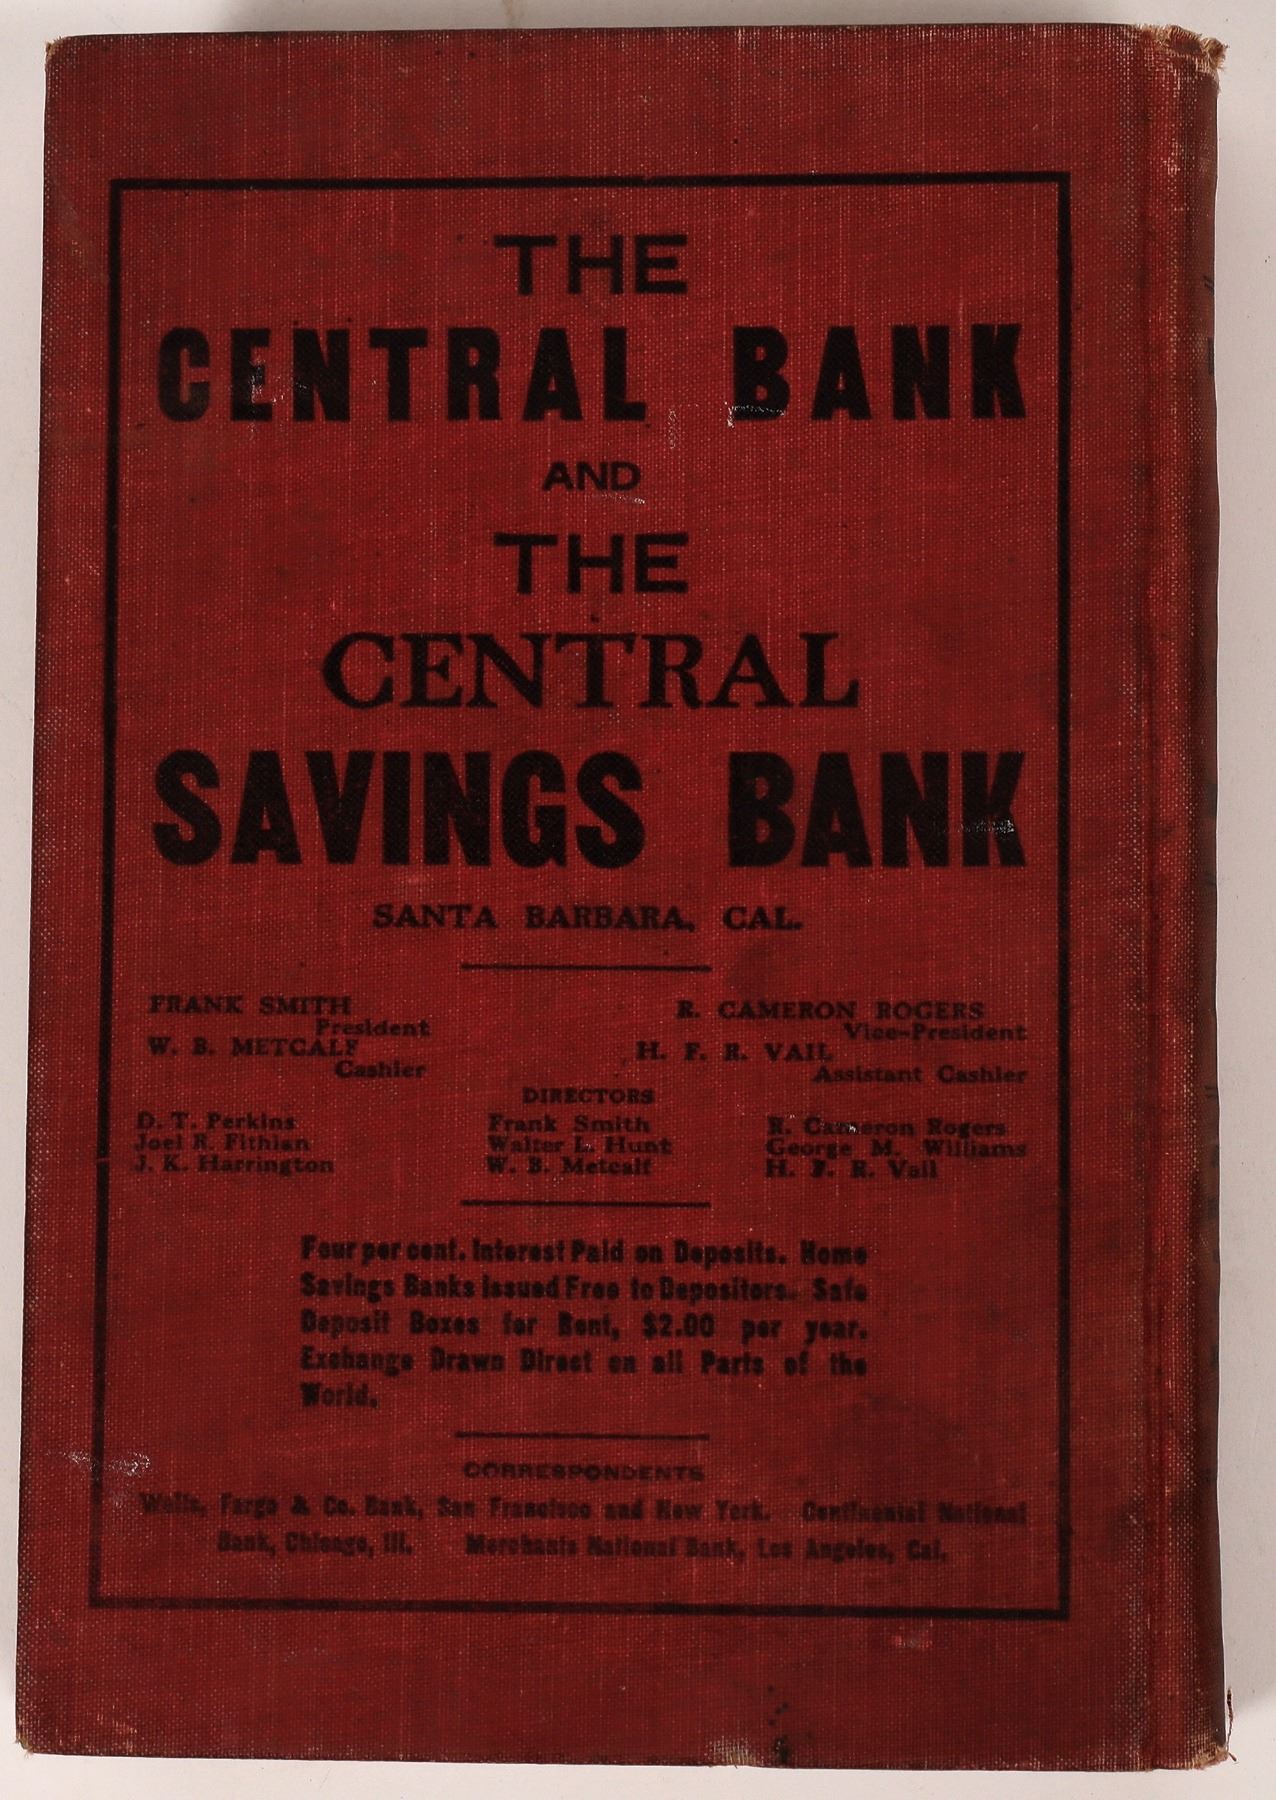 THE
CENTRAL BANK
AND
THE
CENTRAL
SAVINGS BANK
SANTA BARBARA, CAL.
FRANK SMITH
President
R. CAMERON ROGERS
Vice-President
W. B. METCALF
Cashier
H. F. R. VAIL
Assistant Cashier
DIRECTORS
D. T. Perkins Frank Smith R. Cameron Rogers
Joel R. Fithian Walter L. Hunt George M. Williams
J. K. Harrington W. B. Metcalf H. F. R. Vail
Four per cent. Interest Paid on Deposits. Home
Savings Banks Issued Free to Depositors. Safe
Deposit Boxes for Rent, $2.00 per year.
Exchange Drawn Direct on all Parts of the
World.
CORRESPONDENTS
Wells, Fargo & Co. Bank, San Francisco and New York. Continental National
Bank, Chicago, Ill. Merchants National Bank, Los Angeles, Cal.